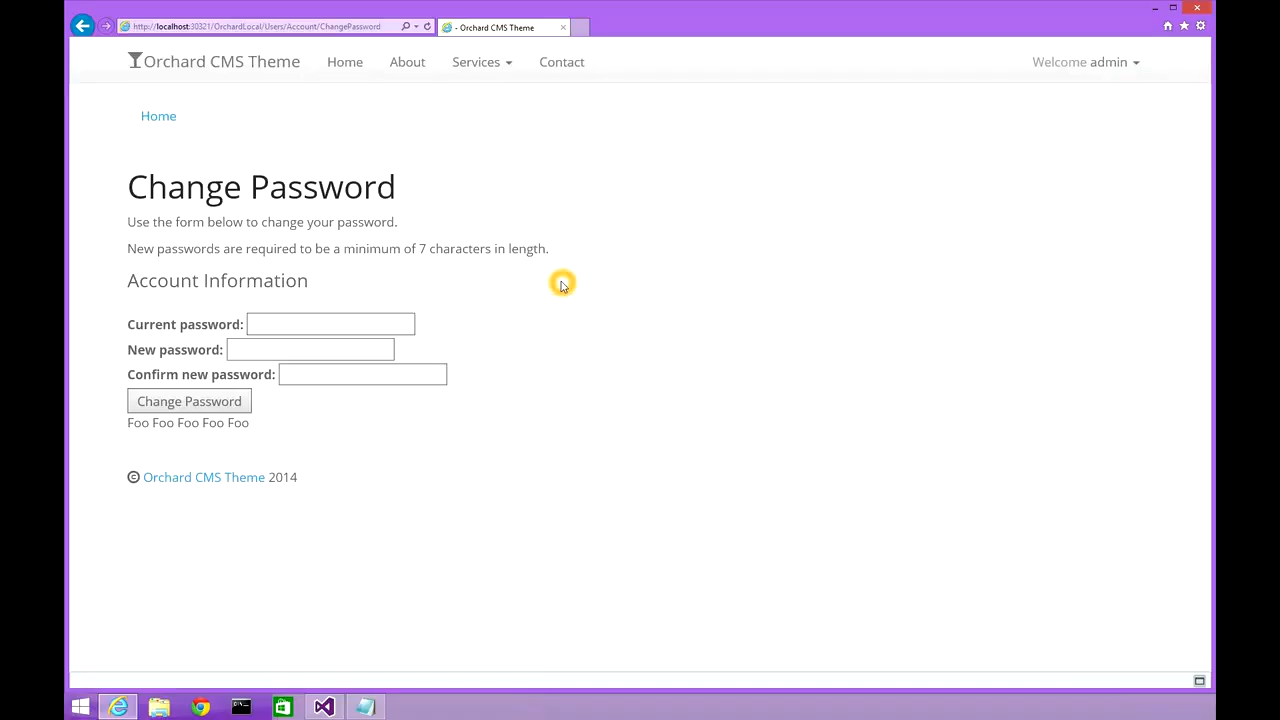 http://localhost:30321/OrchardLocal/Users/Account/ChangePassword
- Orchard CMS Theme
Orchard CMS Theme Home About Services Contact Welcome admin
Home
Change Password
Use the form below to change your password.
New passwords are required to be a minimum of 7 characters in length.
Account Information
Current password:
New password:
Confirm new password:
Change Password
Foo Foo Foo Foo Foo
© Orchard CMS Theme 2014